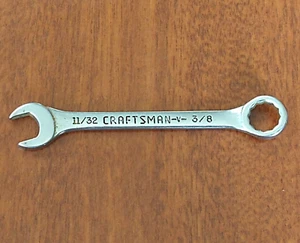 11/32 CRAFTSMAN -V- 3/8